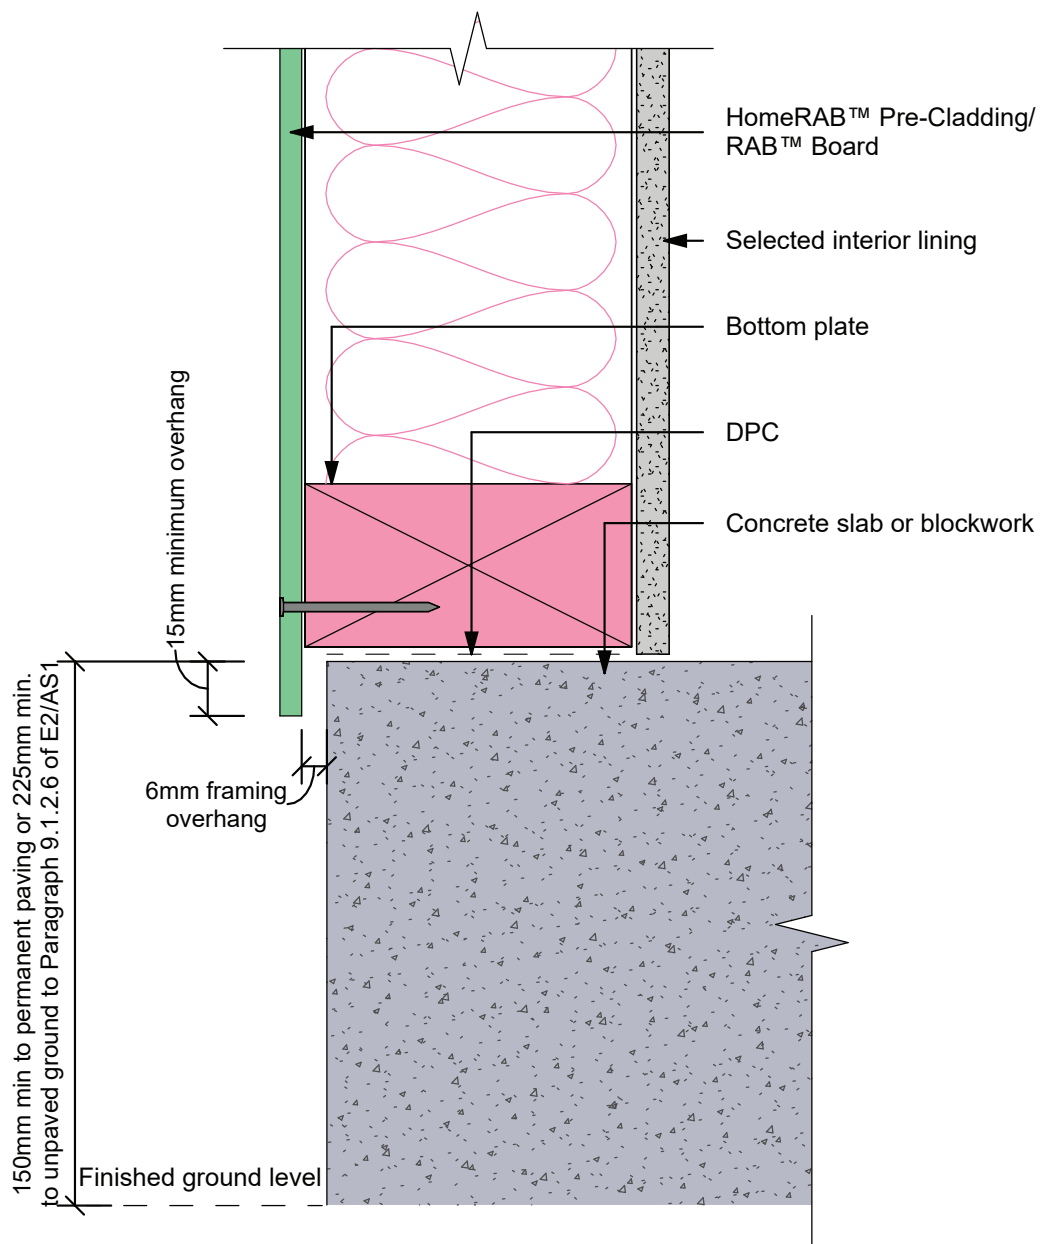 HomeRAB™ Pre-Cladding/
RAB™ Board
Selected interior lining
Bottom plate
DPC
Concrete slab or blockwork
15mm minimum overhang
6mm framing
overhang
150mm min to permanent paving or 225mm min.
to unpaved ground to Paragraph 9.1.2.6 of E2/AS1
Finished ground level